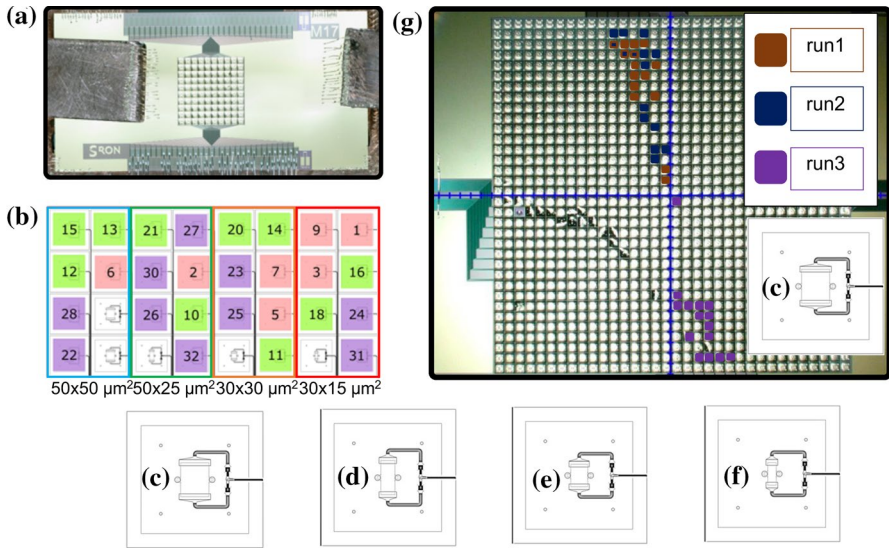 (a)
M17
SRON
(g)
run1
run2
run3
(c)
(b)
15 13 21 27 20 14 9 1
12 6 30 2 23 7 3 16
28 26 10 25 5 18 24
22 32 11 31
50x50 µm² 50x25 µm² 30x30 µm² 30x15 µm²
(c) (d) (e) (f)